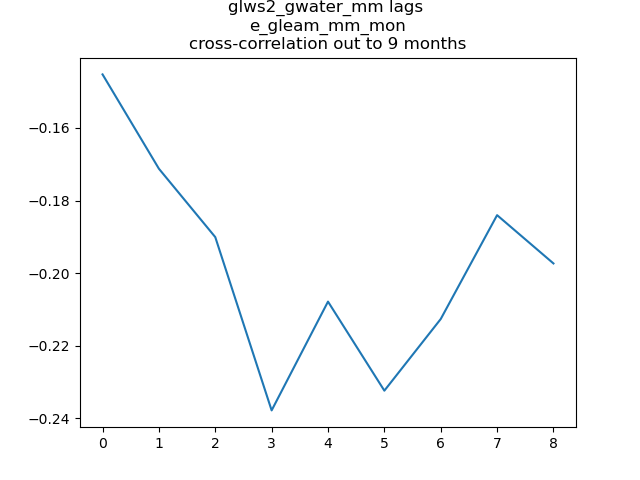 glws2_gwater_mm lags
e_gleam_mm_mon
cross-correlation out to 9 months
−0.16
−0.18
−0.20
−0.22
−0.24
0 1 2 3 4 5 6 7 8